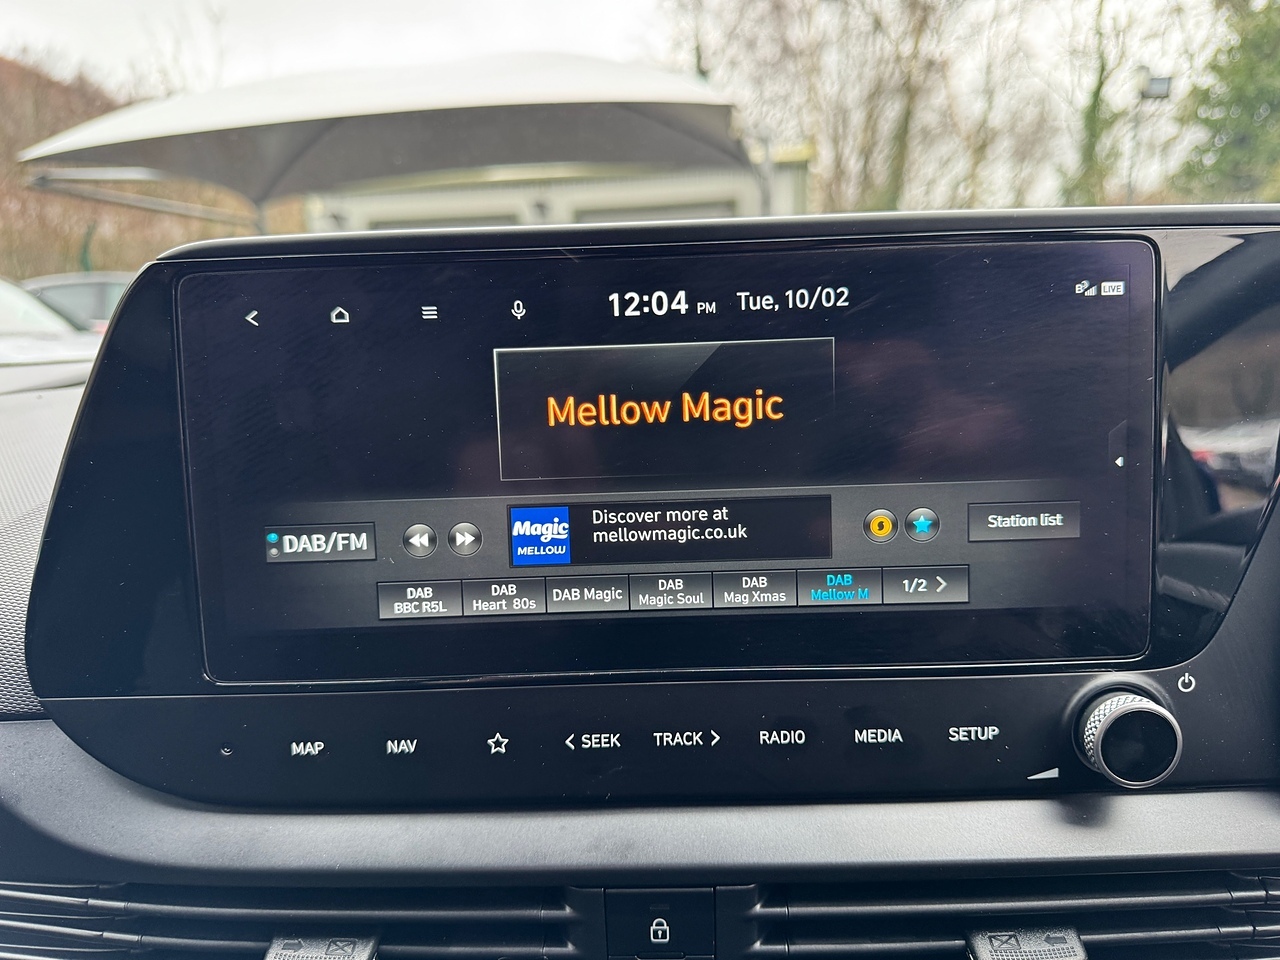 12:04 PM Tue, 10/02
LIVE
Mellow Magic
DAB/FM
Magic
MELLOW
Discover more at
mellowmagic.co.uk
Station list
DAB
BBC R5L
DAB
Heart 80s
DAB Magic
DAB
Magic Soul
DAB
Mag Xmas
DAB
Mellow M
1/2 >
MAP
NAV
< SEEK
TRACK >
RADIO
MEDIA
SETUP